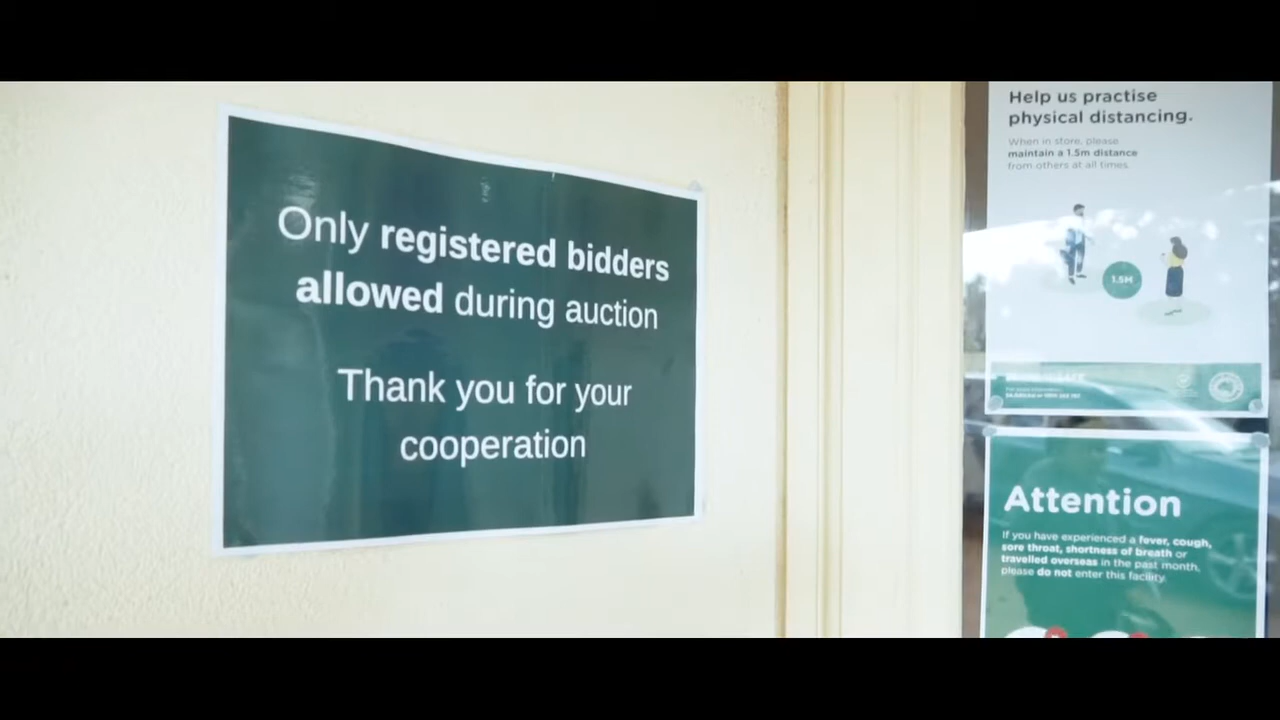 Only registered bidders
allowed during auction
Thank you for your
cooperation
Help us practise
physical distancing.
When in store, please
maintain a 1.5m distance
from others at all times.
1.5M
Attention
If you have experienced a fever, cough,
sore throat, shortness of breath or
travelled overseas in the past month,
please do not enter this facility.